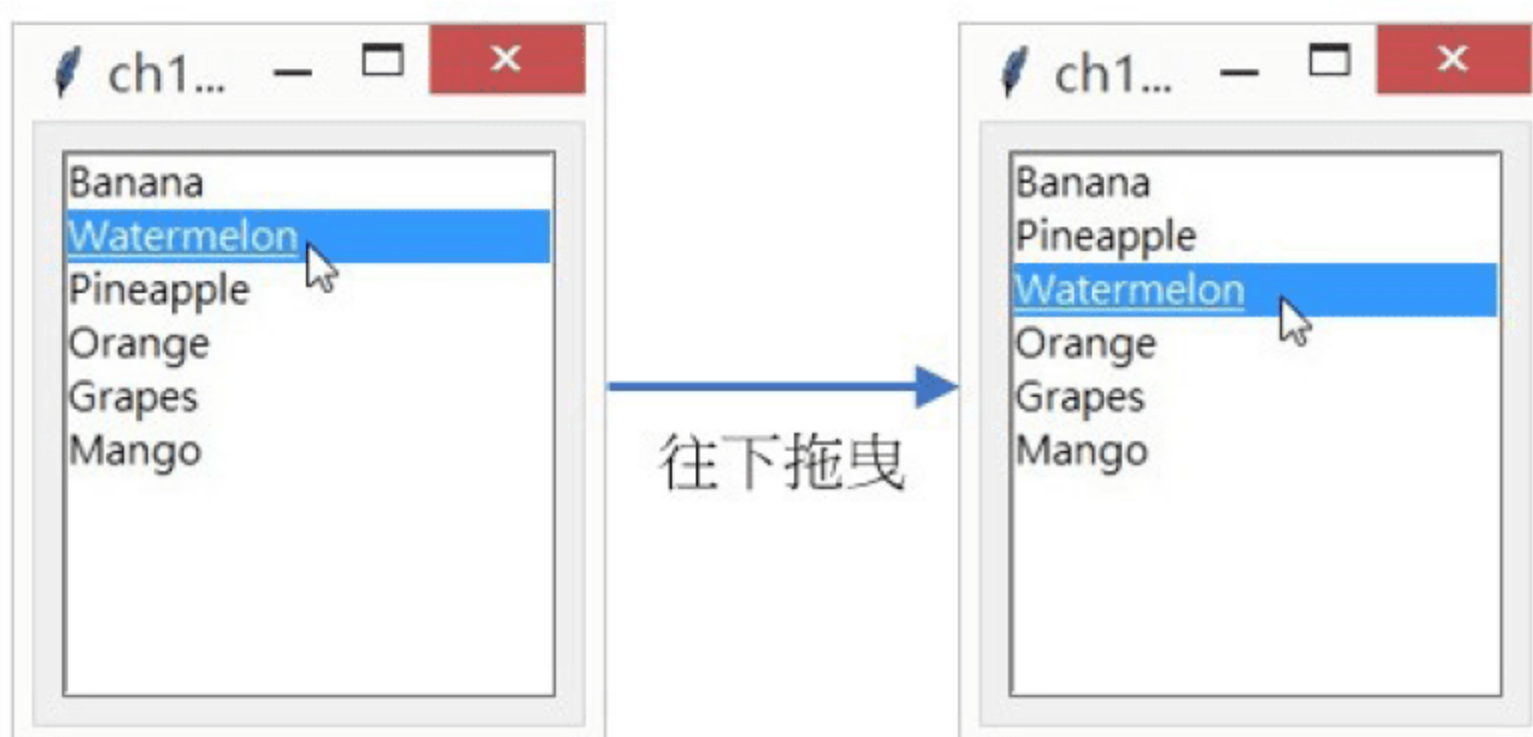 ch1...
Banana
Watermelon
Pineapple
Orange
Grapes
Mango
往下拖曳
ch1...
Banana
Pineapple
Watermelon
Orange
Grapes
Mango